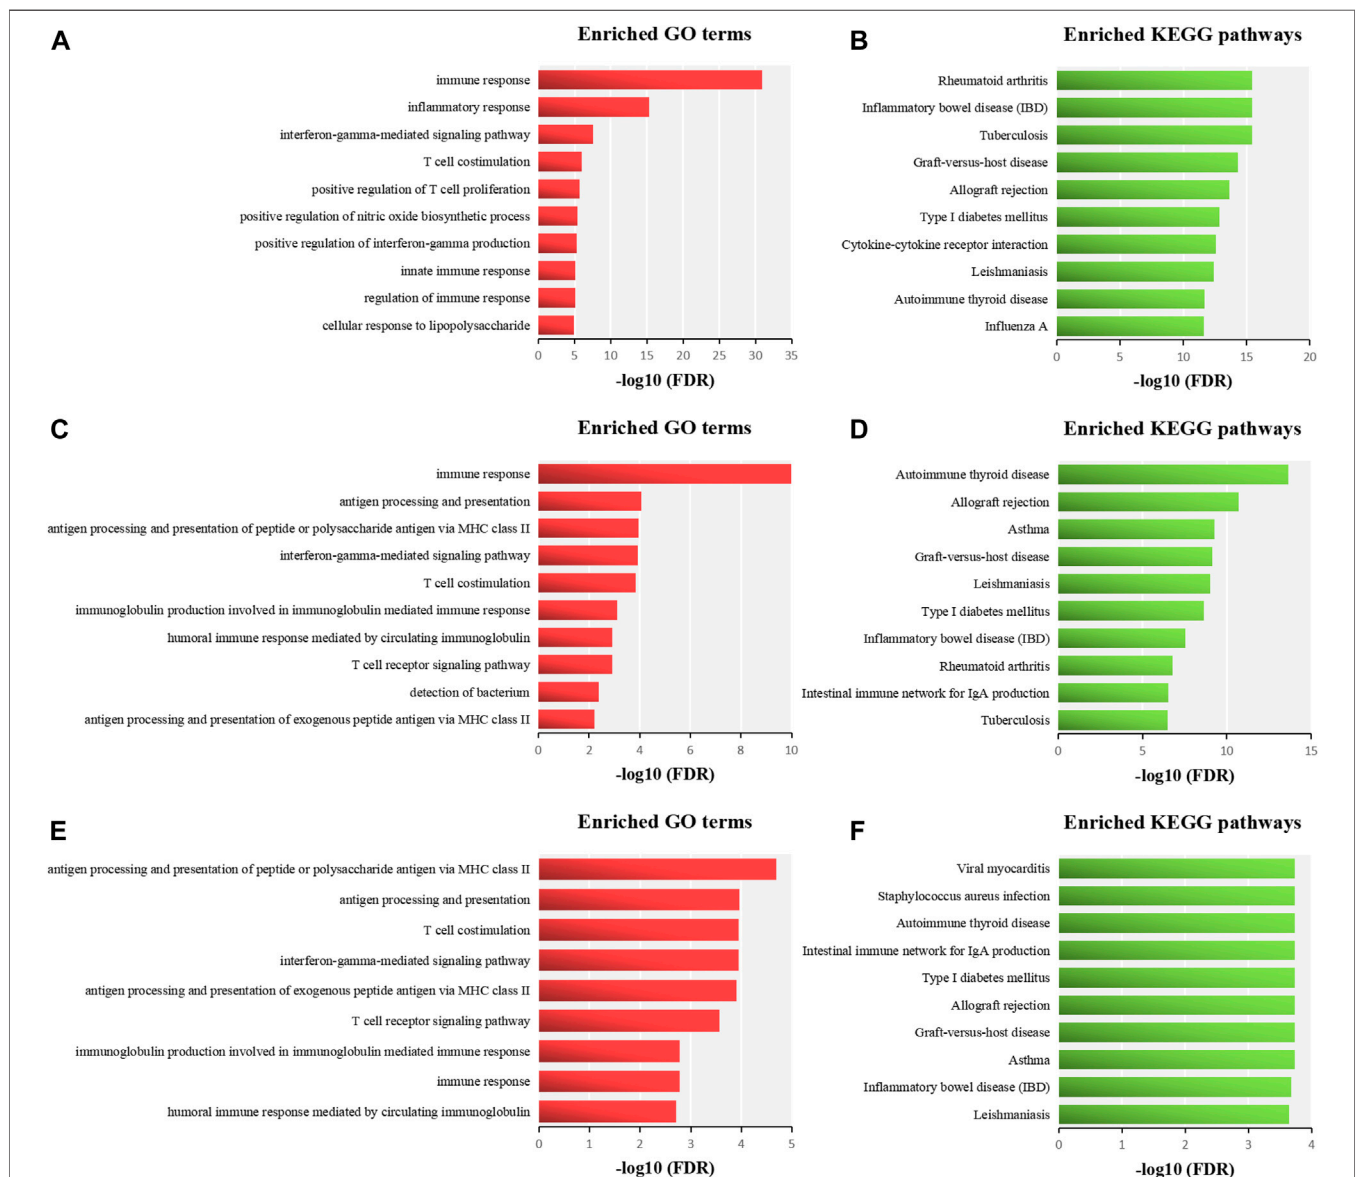 A
Enriched GO terms
immune response
inflammatory response
interferon-gamma-mediated signaling pathway
T cell costimulation
positive regulation of T cell proliferation
positive regulation of nitric oxide biosynthetic process
positive regulation of interferon-gamma production
innate immune response
regulation of immune response
cellular response to lipopolysaccharide
0 5 10 15 20 25 30 35
-log10 (FDR)
B
Enriched KEGG pathways
Rheumatoid arthritis
Inflammatory bowel disease (IBD)
Tuberculosis
Graft-versus-host disease
Allograft rejection
Type I diabetes mellitus
Cytokine-cytokine receptor interaction
Leishmaniasis
Autoimmune thyroid disease
Influenza A
0 5 10 15 20
-log10 (FDR)
C
Enriched GO terms
immune response
antigen processing and presentation
antigen processing and presentation of peptide or polysaccharide antigen via MHC class II
interferon-gamma-mediated signaling pathway
T cell costimulation
immunoglobulin production involved in immunoglobulin mediated immune response
humoral immune response mediated by circulating immunoglobulin
T cell receptor signaling pathway
detection of bacterium
antigen processing and presentation of exogenous peptide antigen via MHC class II
0 2 4 6 8 10
-log10 (FDR)
D
Enriched KEGG pathways
Autoimmune thyroid disease
Allograft rejection
Asthma
Graft-versus-host disease
Leishmaniasis
Type I diabetes mellitus
Inflammatory bowel disease (IBD)
Rheumatoid arthritis
Intestinal immune network for IgA production
Tuberculosis
0 5 10 15
-log10 (FDR)
E
Enriched GO terms
antigen processing and presentation of peptide or polysaccharide antigen via MHC class II
antigen processing and presentation
T cell costimulation
interferon-gamma-mediated signaling pathway
antigen processing and presentation of exogenous peptide antigen via MHC class II
T cell receptor signaling pathway
immunoglobulin production involved in immunoglobulin mediated immune response
immune response
humoral immune response mediated by circulating immunoglobulin
0 1 2 3 4 5
-log10 (FDR)
F
Enriched KEGG pathways
Viral myocarditis
Staphylococcus aureus infection
Autoimmune thyroid disease
Intestinal immune network for IgA production
Type I diabetes mellitus
Allograft rejection
Graft-versus-host disease
Asthma
Inflammatory bowel disease (IBD)
Leishmaniasis
0 1 2 3 4
-log10 (FDR)